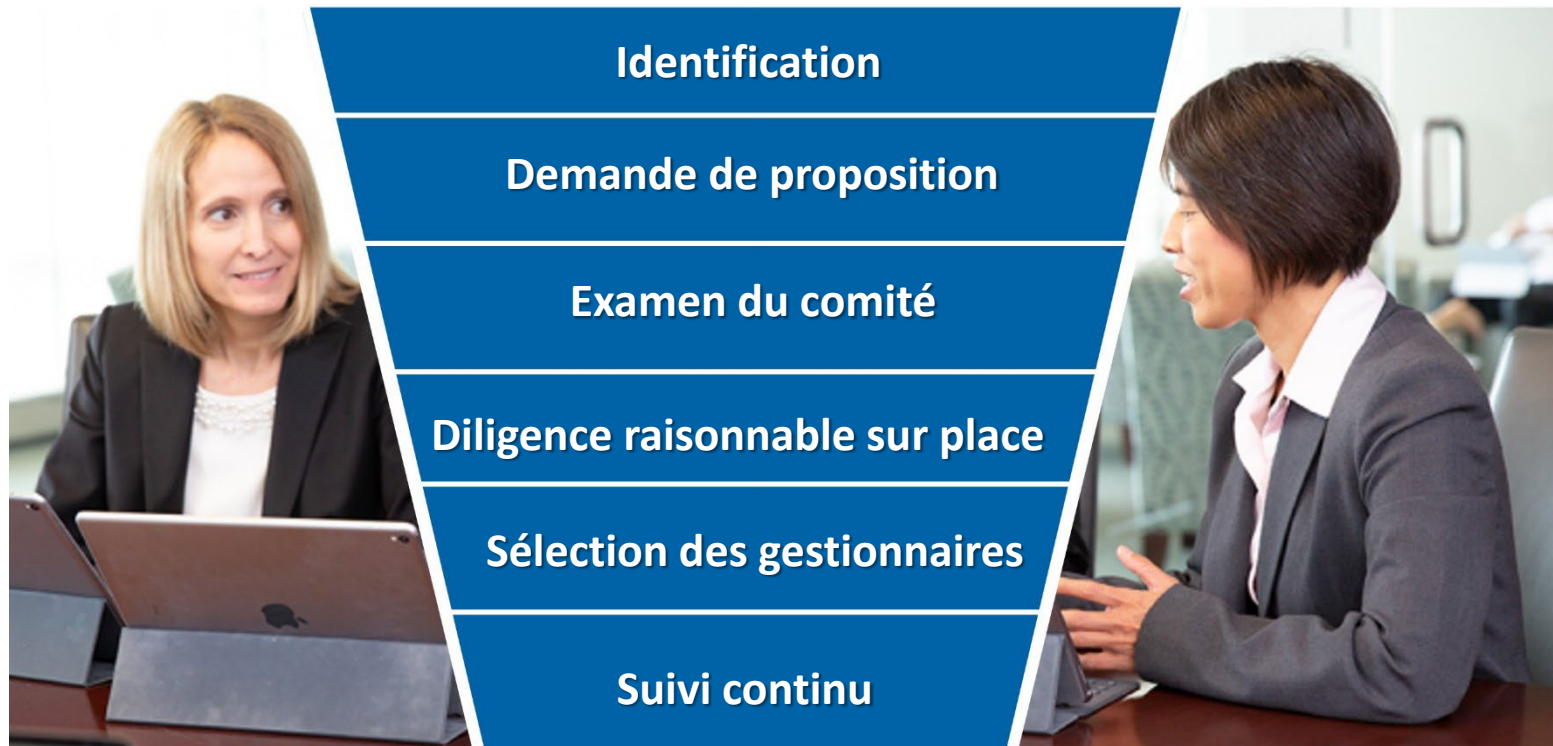 Identification
Demande de proposition
Examen du comité
Diligence raisonnable sur place
Sélection des gestionnaires
Suivi continu